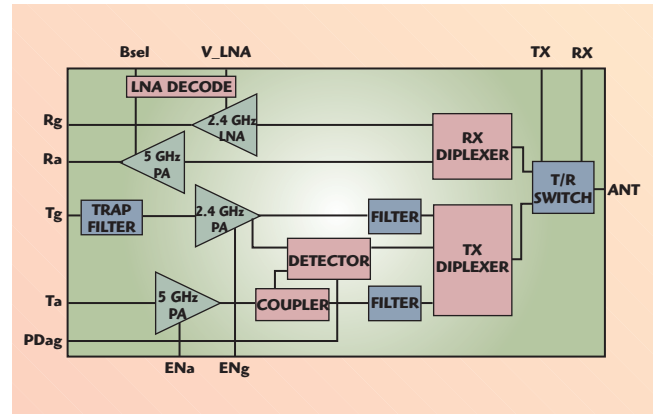 Bsel V_LNA TX RX
LNA DECODE
Rg
2.4 GHz
LNA
RX
DIPLEXER
Ra
5 GHz
PA
T/R
SWITCH
ANT
Tg
TRAP
FILTER
2.4 GHz
PA
FILTER
DETECTOR
TX
DIPLEXER
Ta
5 GHz
PA
COUPLER
FILTER
PDag
ENa ENg